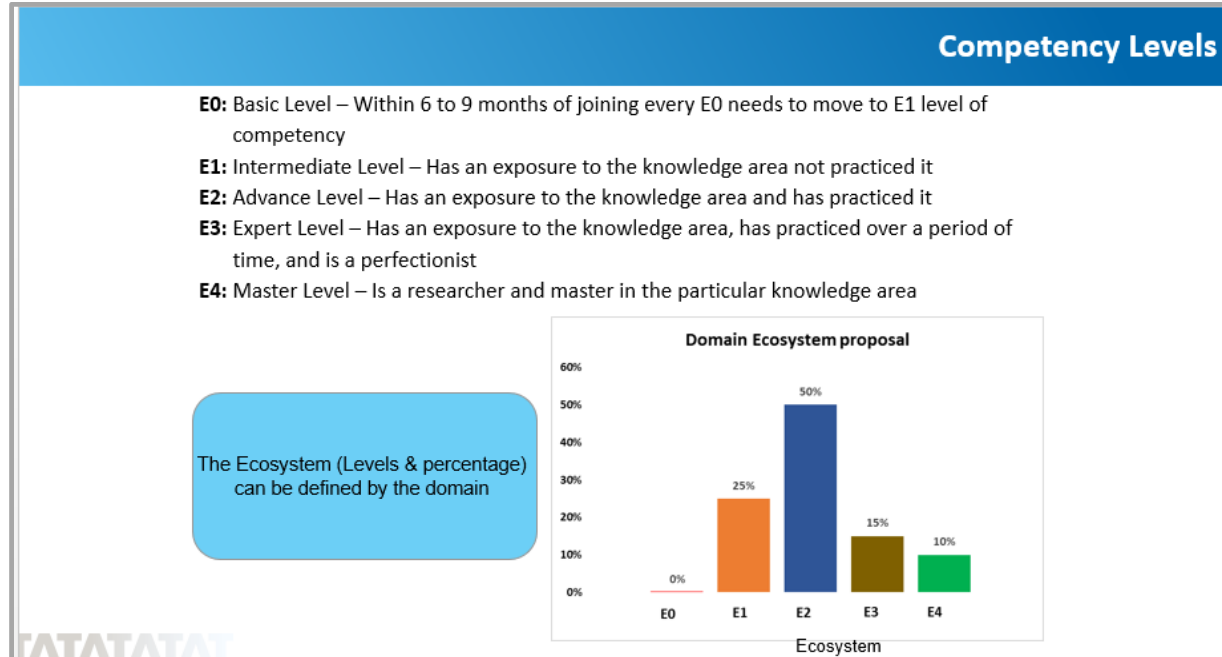 Competency Levels
E0: Basic Level – Within 6 to 9 months of joining every E0 needs to move to E1 level of
competency
E1: Intermediate Level – Has an exposure to the knowledge area not practiced it
E2: Advance Level – Has an exposure to the knowledge area and has practiced it
E3: Expert Level – Has an exposure to the knowledge area, has practiced over a period of
time, and is a perfectionist
E4: Master Level – Is a researcher and master in the particular knowledge area
The Ecosystem (Levels & percentage)
can be defined by the domain
Domain Ecosystem proposal
60%
50%
40%
30%
20%
10%
0%
0%
25%
50%
15%
10%
E0 E1 E2 E3 E4
Ecosystem
TATATATAT